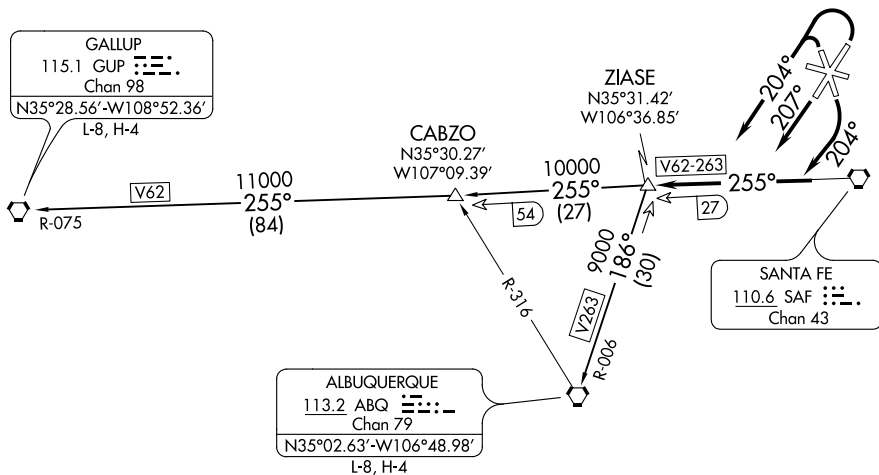 GALLUP
115.1 GUP
Chan 98
N35°28.56’-W108°52.36’
L-8, H-4
ZIASE
N35°31.42’
W106°36.85’
204°
207°
204°
CABZO
N35°30.27’
W107°09.39’
V62
11000
255°
(84)
R-075
54
10000
255°
(27)
V62-263
255°
27
9000
186°
(30)
V263
R-006
R-316
SANTA FE
110.6 SAF
Chan 43
ALBUQUERQUE
113.2 ABQ
Chan 79
N35°02.63’-W106°48.98’
L-8, H-4